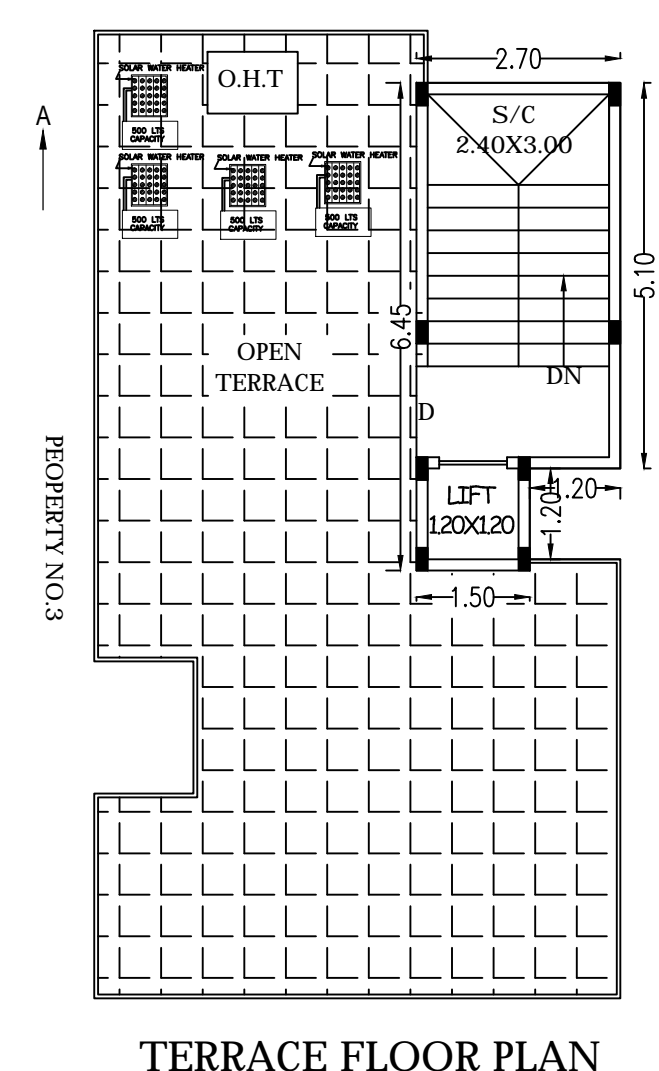 2.70
SOLAR WATER HEATER
O.H.T
S/C
2.40X3.00
A
500 LTS
CAPACITY
SOLAR WATER HEATER
SOLAR WATER HEATER
SOLAR WATER HEATER
500 LTS
CAPACITY
500 LTS
CAPACITY
500 LTS
CAPACITY
5.10
6.45
OPEN
TERRACE
DN
D
PEOPERTY NO.3
LIFT
1.20X1.20
1.20
1.20
1.50
TERRACE FLOOR PLAN